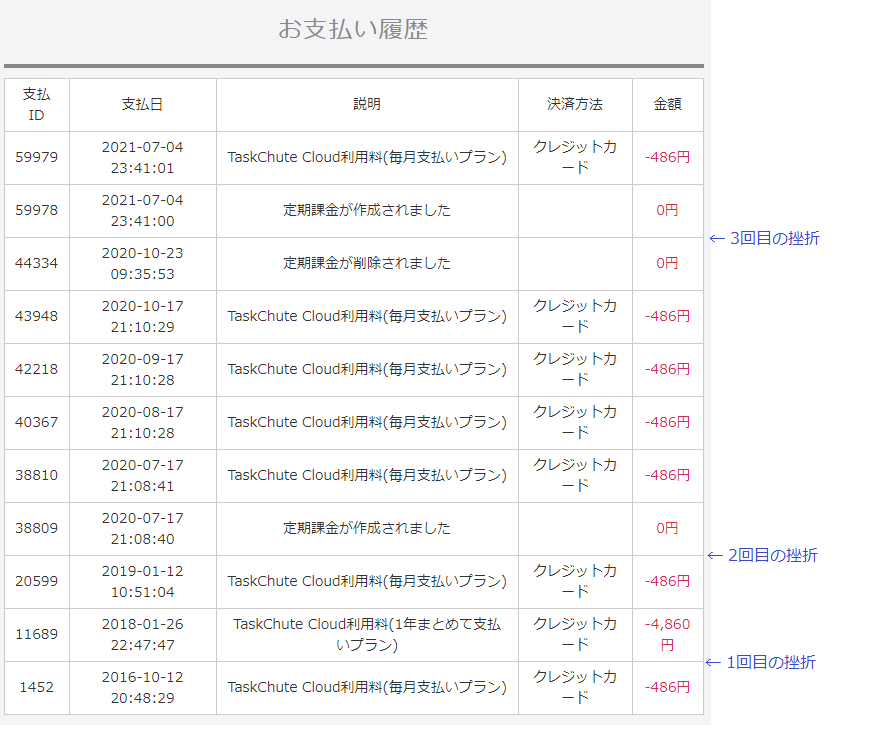 お支払い履歴
支払
ID
支払日
説明
決済方法
金額
59979
2021-07-04
23:41:01
TaskChute Cloud利用料(毎月支払いプラン)
クレジットカ
ード
-486円
59978
2021-07-04
23:41:00
定期課金が作成されました
0円
← 3回目の挫折
44334
2020-10-23
09:35:53
定期課金が削除されました
0円
43948
2020-10-17
21:10:29
TaskChute Cloud利用料(毎月支払いプラン)
クレジットカ
ード
-486円
42218
2020-09-17
21:10:28
TaskChute Cloud利用料(毎月支払いプラン)
クレジットカ
ード
-486円
40367
2020-08-17
21:10:28
TaskChute Cloud利用料(毎月支払いプラン)
クレジットカ
ード
-486円
38810
2020-07-17
21:08:41
TaskChute Cloud利用料(毎月支払いプラン)
クレジットカ
ード
-486円
38809
2020-07-17
21:08:40
定期課金が作成されました
0円
← 2回目の挫折
20599
2019-01-12
10:51:04
TaskChute Cloud利用料(毎月支払いプラン)
クレジットカ
ード
-486円
11689
2018-01-26
22:47:47
TaskChute Cloud利用料(1年まとめて支払
いプラン)
クレジットカ
ード
-4,860
円
← 1回目の挫折
1452
2016-10-12
20:48:29
TaskChute Cloud利用料(毎月支払いプラン)
クレジットカ
ード
-486円